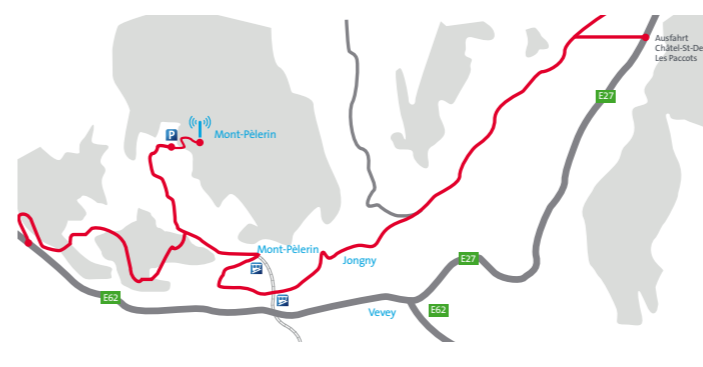 Ausfahrt
Châtel-St-De
Les Paccots
E27
P
Mont-Pèlerin
Mont-Pèlerin
Jongny
E27
E62
E62
Vevey